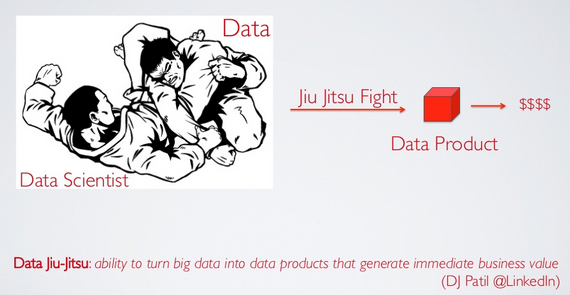 Data
Data Scientist
Jiu Jitsu Fight
$$$$
Data Product
Data Jiu-Jitsu: ability to turn big data into data products that generate immediate business value
(DJ Patil @LinkedIn)